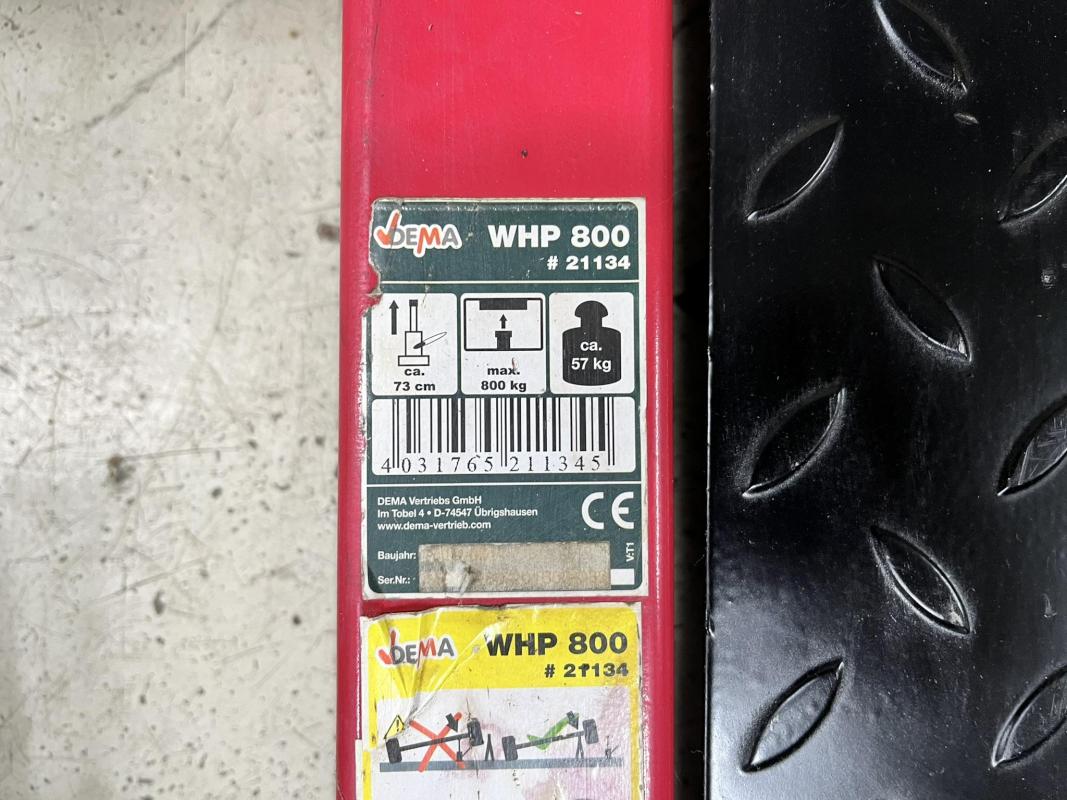 DEMA
WHP 800
# 21134
ca.
73 cm
max.
800 kg
ca.
57 kg
4 031765 211345
DEMA Vertriebs GmbH
Im Tobel 4 • D-74547 Übrigshausen
www.dema-vertrieb.com
CE
Baujahr:
Ser.Nr.:
V:T1
DEMA
WHP 800
# 21134